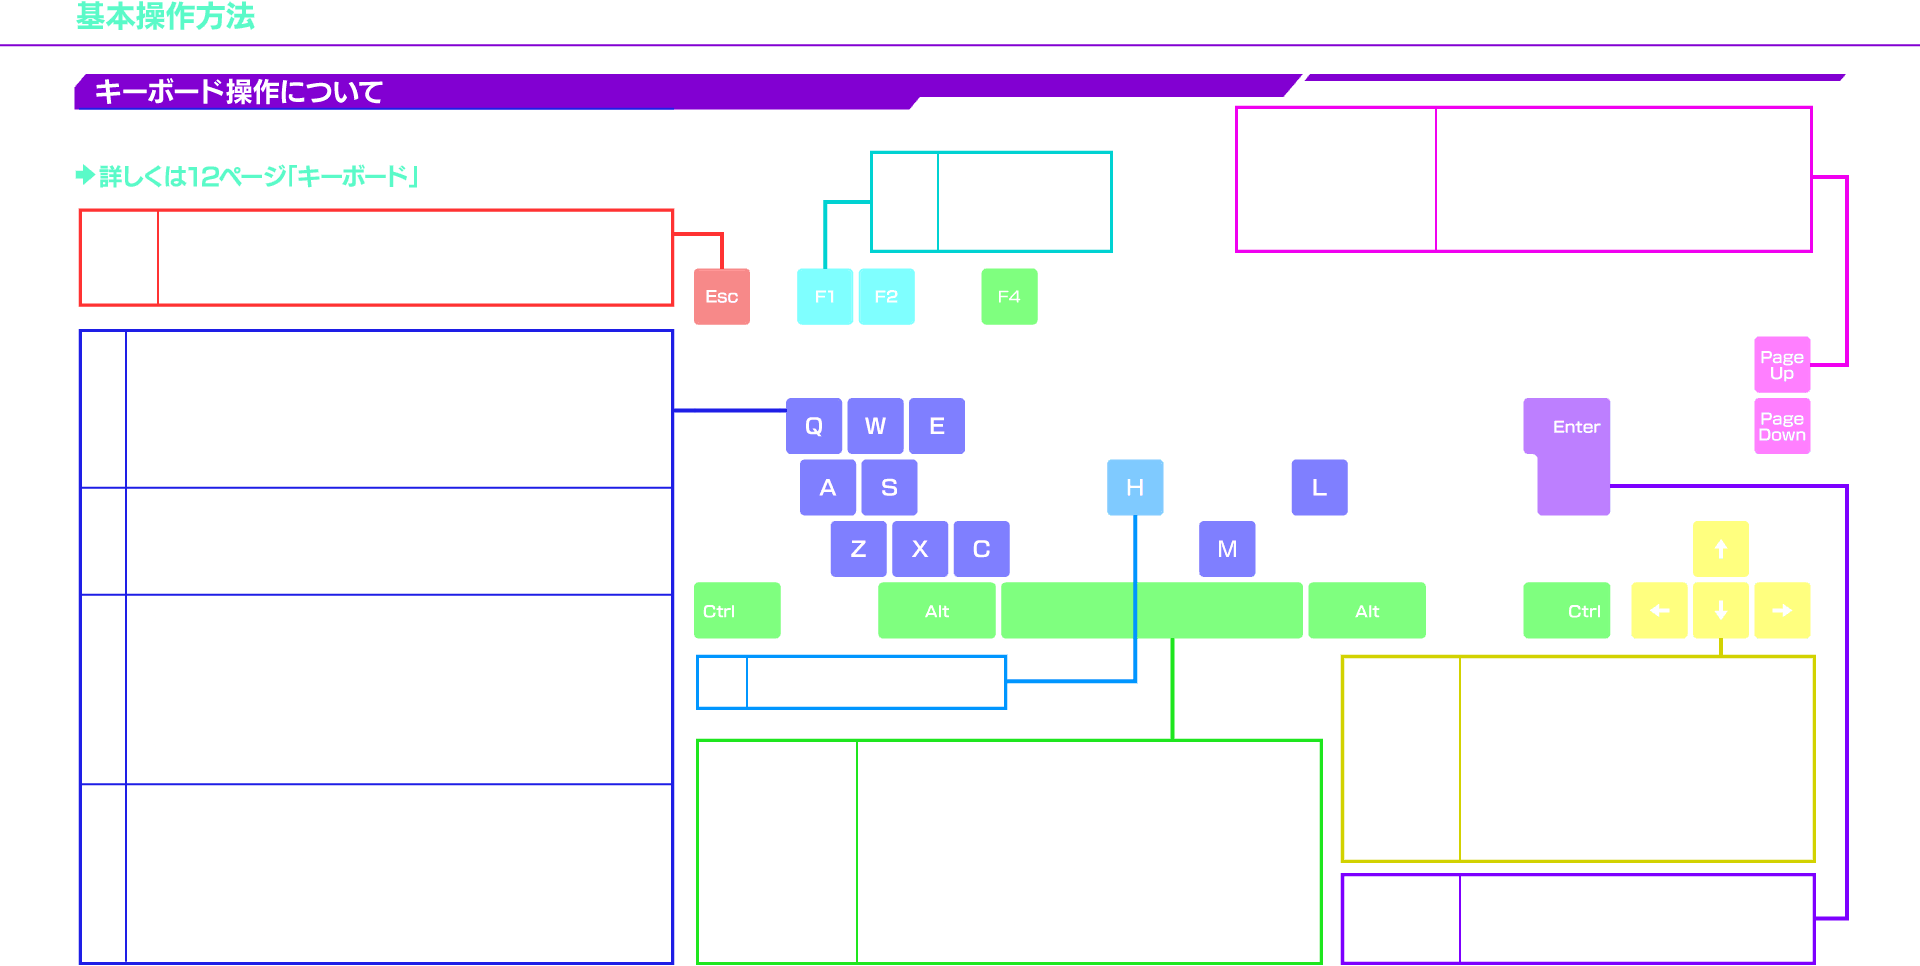 基本操作方法
キーボード操作について
➡詳しくは12ページ「キーボード」
Esc F1 F2 F4
Page Up
Q W E Enter Page Down
A S H L
Z X C M ↑
Ctrl Alt Alt Ctrl ← ↓ →